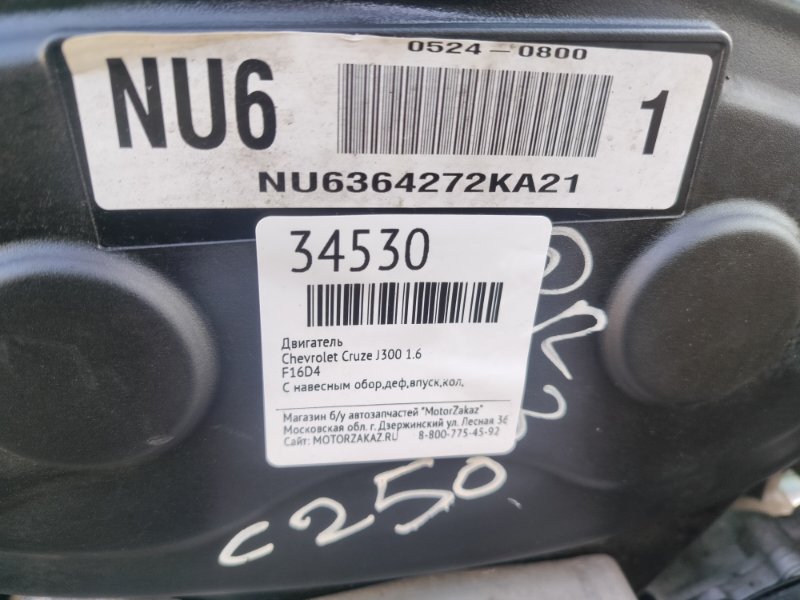 0524-0800
NU6
1
NU6364272KA21
34530
Двигатель
Chevrolet Cruze J300 1.6
F16D4
С навесным обор,деф,впуск,кол,
Магазин б/у автозапчастей "MotorZakaz"
Московская обл. г. Дзержинский ул. Лесная 36
Сайт: MOTORZAKAZ.RU 8-800-775-45-92
c250